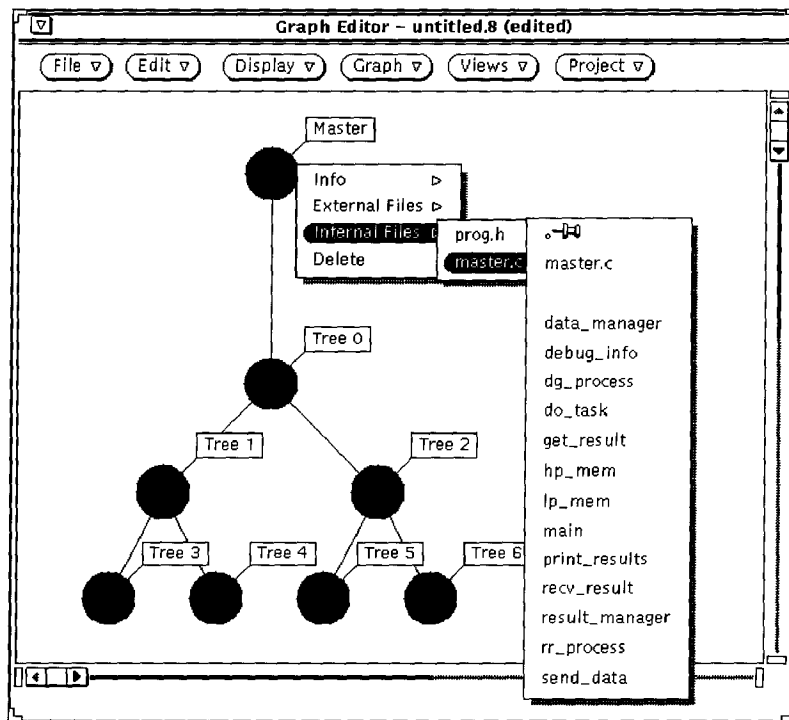 Graph Editor – untitled.8 (edited)
File Edit Display Graph Views Project
Master
Info
External Files
Internal Files
Delete
prog.h
master.c
master.c
data_manager
debug_info
dg_process
do_task
get_result
hp_mem
lp_mem
main
print_results
recv_result
result_manager
rr_process
send_data
Tree 0
Tree 1
Tree 2
Tree 3
Tree 4
Tree 5
Tree 6